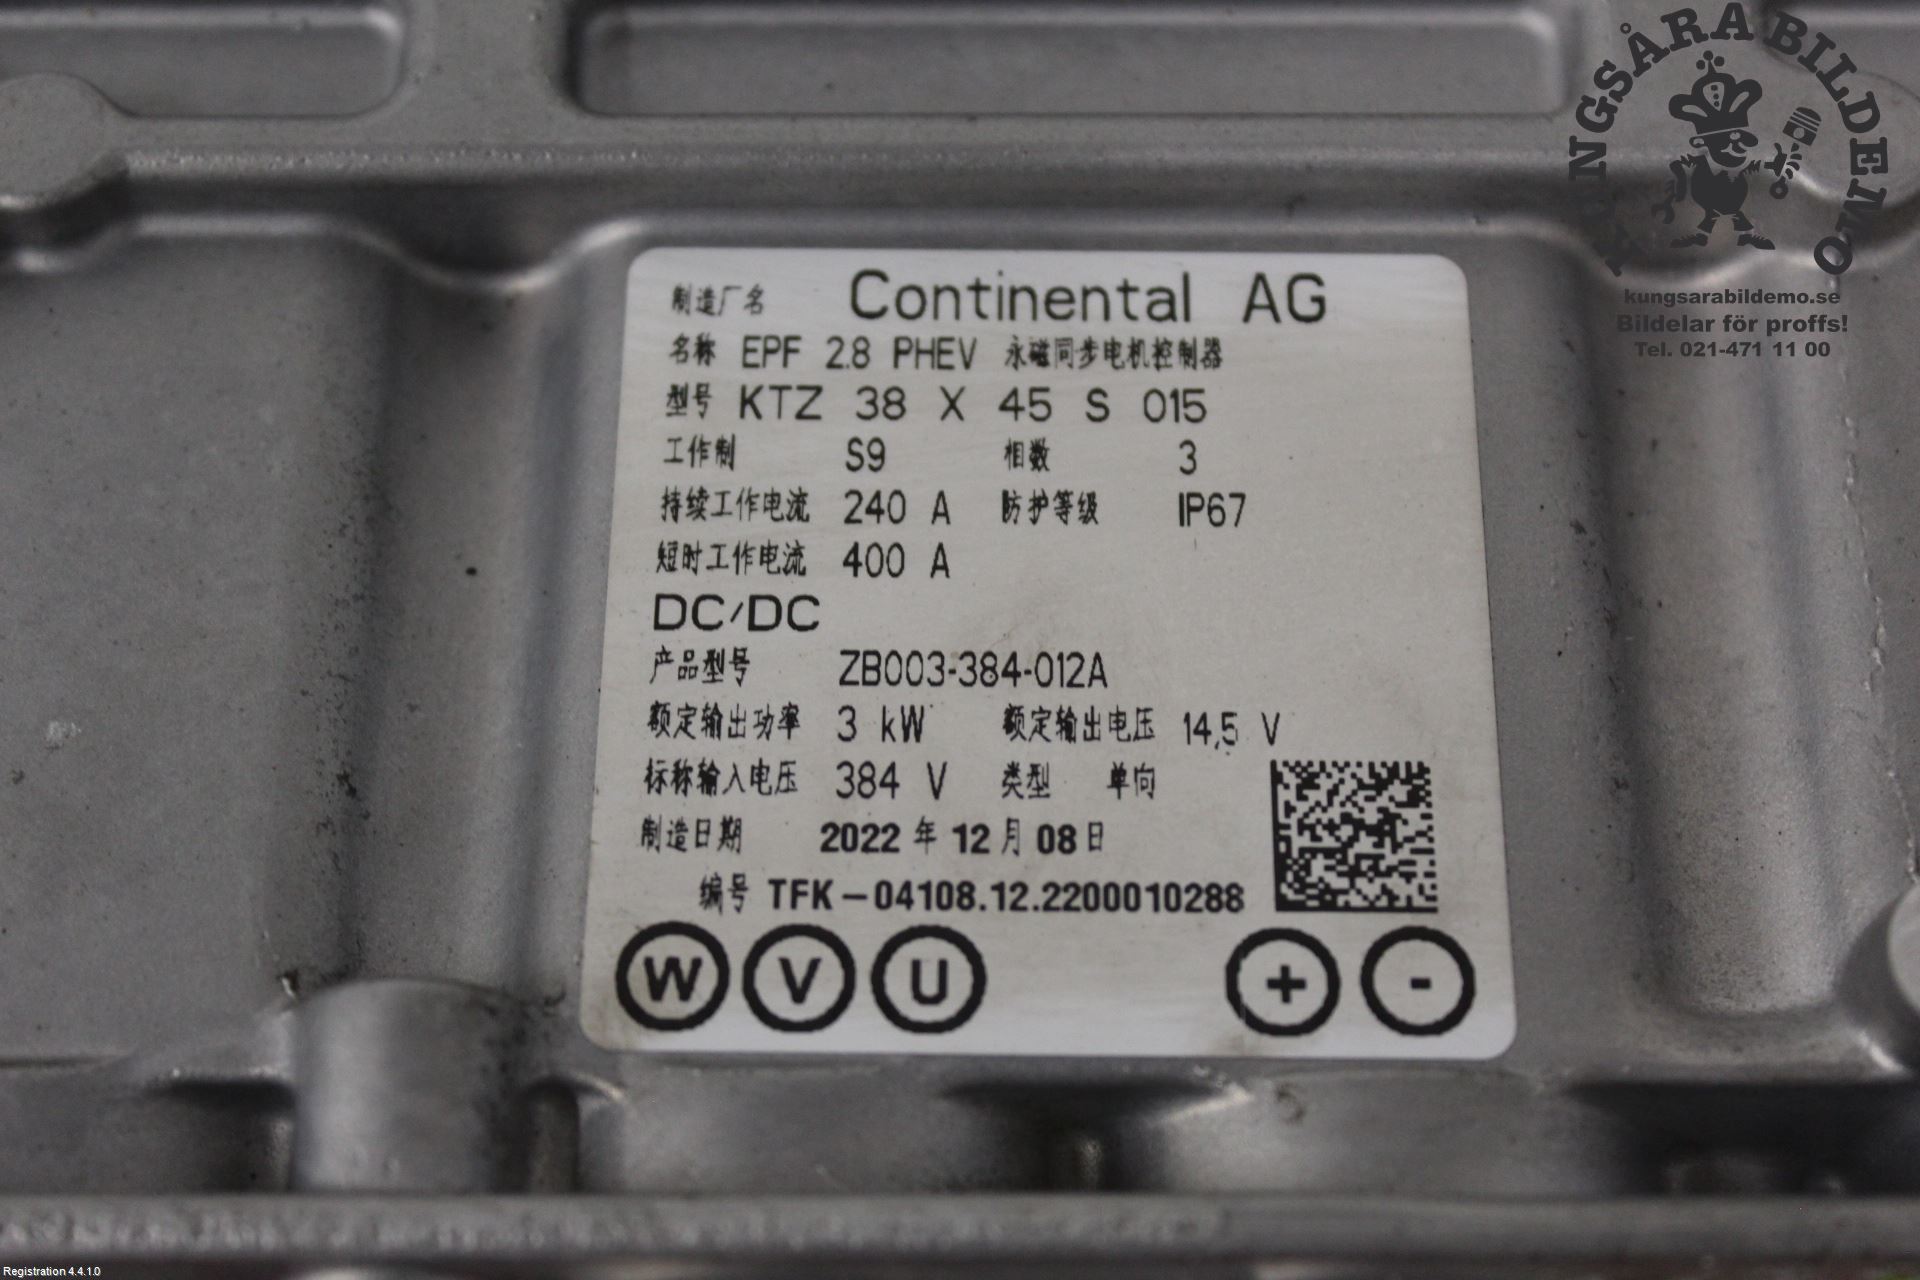 KUNGSÅRA BILDEMO
kungsarabildemo.se
Bildelar för proffs!
Tel. 021-471 11 00
制造厂名 Continental AG
名称 EPF 2.8 PHEV 永磁同步电机控制器
型号 KTZ 38 X 45 S 015
工作制 S9 相数 3
持续工作电流 240 A 防护等级 IP67
短时工作电流 400 A
DC/DC
产品型号 ZB003-384-012A
额定输出功率 3 kW 额定输出电压 14,5 V
标称输入电压 384 V 类型 单向
制造日期 2022 年 12 月 08 日
编号 TFK-04108.12.2200010288
W V U + -
Registration 4.4.1.0